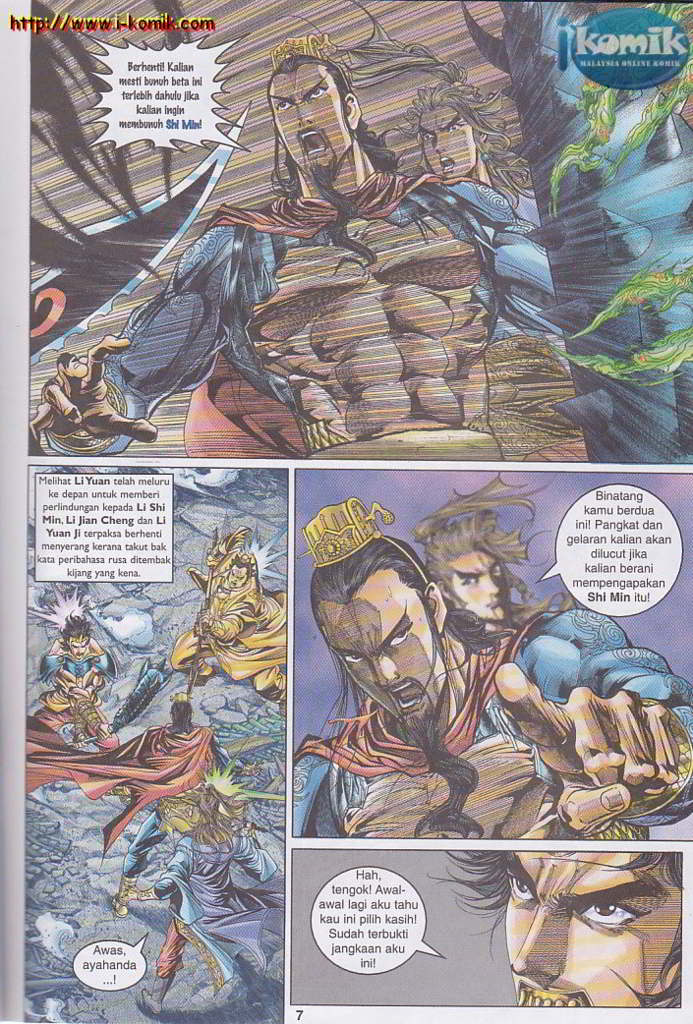 http://www.i-komik.com
ikomik
MALAYSIA ONLINE KOMIK
Berhenti! Kalian
mesti bunuh beta ini
terlebih dahulu jika
kalian ingin
membunuh Shi Min!
Melihat Li Yuan telah meluru
ke depan untuk memberi
perlindungan kepada Li Shi
Min, Li Jian Cheng dan Li
Yuan Ji terpaksa berhenti
menyerang kerana takut bak
kata peribahasa rusa ditembak
kijang yang kena.
Awas,
ayahanda
...!
Binatang
kamu berdua
ini! Pangkat dan
gelaran kalian akan
dilucut jika
kalian berani
mempengapakan
Shi Min itu!
Hah,
tengok! Awal-
awal lagi aku tahu
kau ini pilih kasih!
Sudah terbukti
jangkaan aku
ini!
7